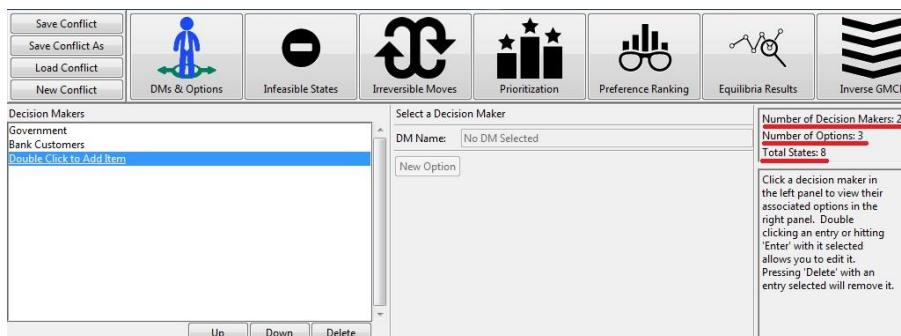 Save Conflict
Save Conflict As
Load Conflict
New Conflict
DMs & Options
Infeasible States
Irreversible Moves
Prioritization
Preference Ranking
Equilibria Results
Inverse GMCR
Decision Makers
Government
Bank Customers
Double Click to Add Item
Up
Down
Delete
Select a Decision Maker
DM Name:
No DM Selected
New Option
Number of Decision Makers: 2
Number of Options: 3
Total States: 8
Click a decision maker in
the left panel to view their
associated options in the
right panel. Double
clicking an entry or hitting
'Enter' with it selected
allows you to edit it.
Pressing 'Delete' with an
entry selected will remove it.